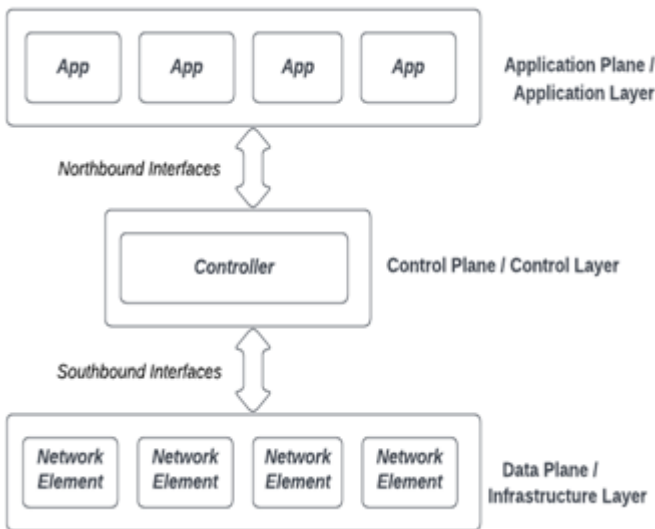 App App App App
Application Plane /
Application Layer
Northbound Interfaces
Controller
Control Plane / Control Layer
Southbound Interfaces
Network Network Network Network
Element Element Element Element
Data Plane /
Infrastructure Layer